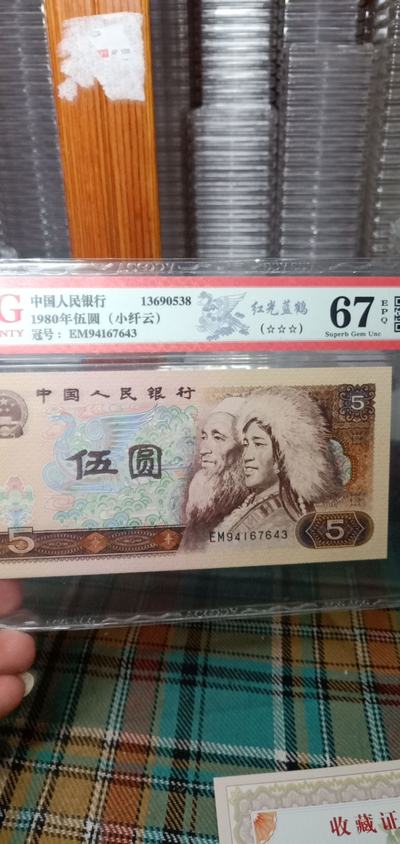 G
NTY
中国人民银行 13690538
1980年伍圆（小纤云）
冠号: EM94167643
红光蓝鹤
(☆☆☆)
67
EPQ
Superb Gem Unc
中国人民银行
5
伍圆
EM94167643
5
5
收藏证